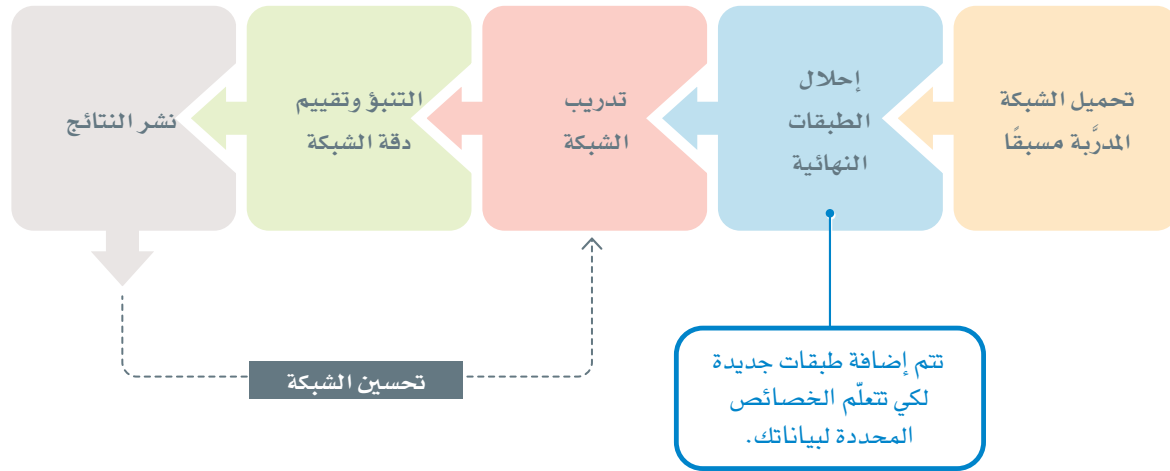 تحميل الشبكة
المدرَّبة مسبقًا
إحلال
الطبقات
النهائية
تدريب
الشبكة
التنبؤ وتقييم
دقة الشبكة
نشر النتائج
تحسين الشبكة
تتم إضافة طبقات جديدة
لكي تتعلّم الخصائص
المحددة لبياناتك.